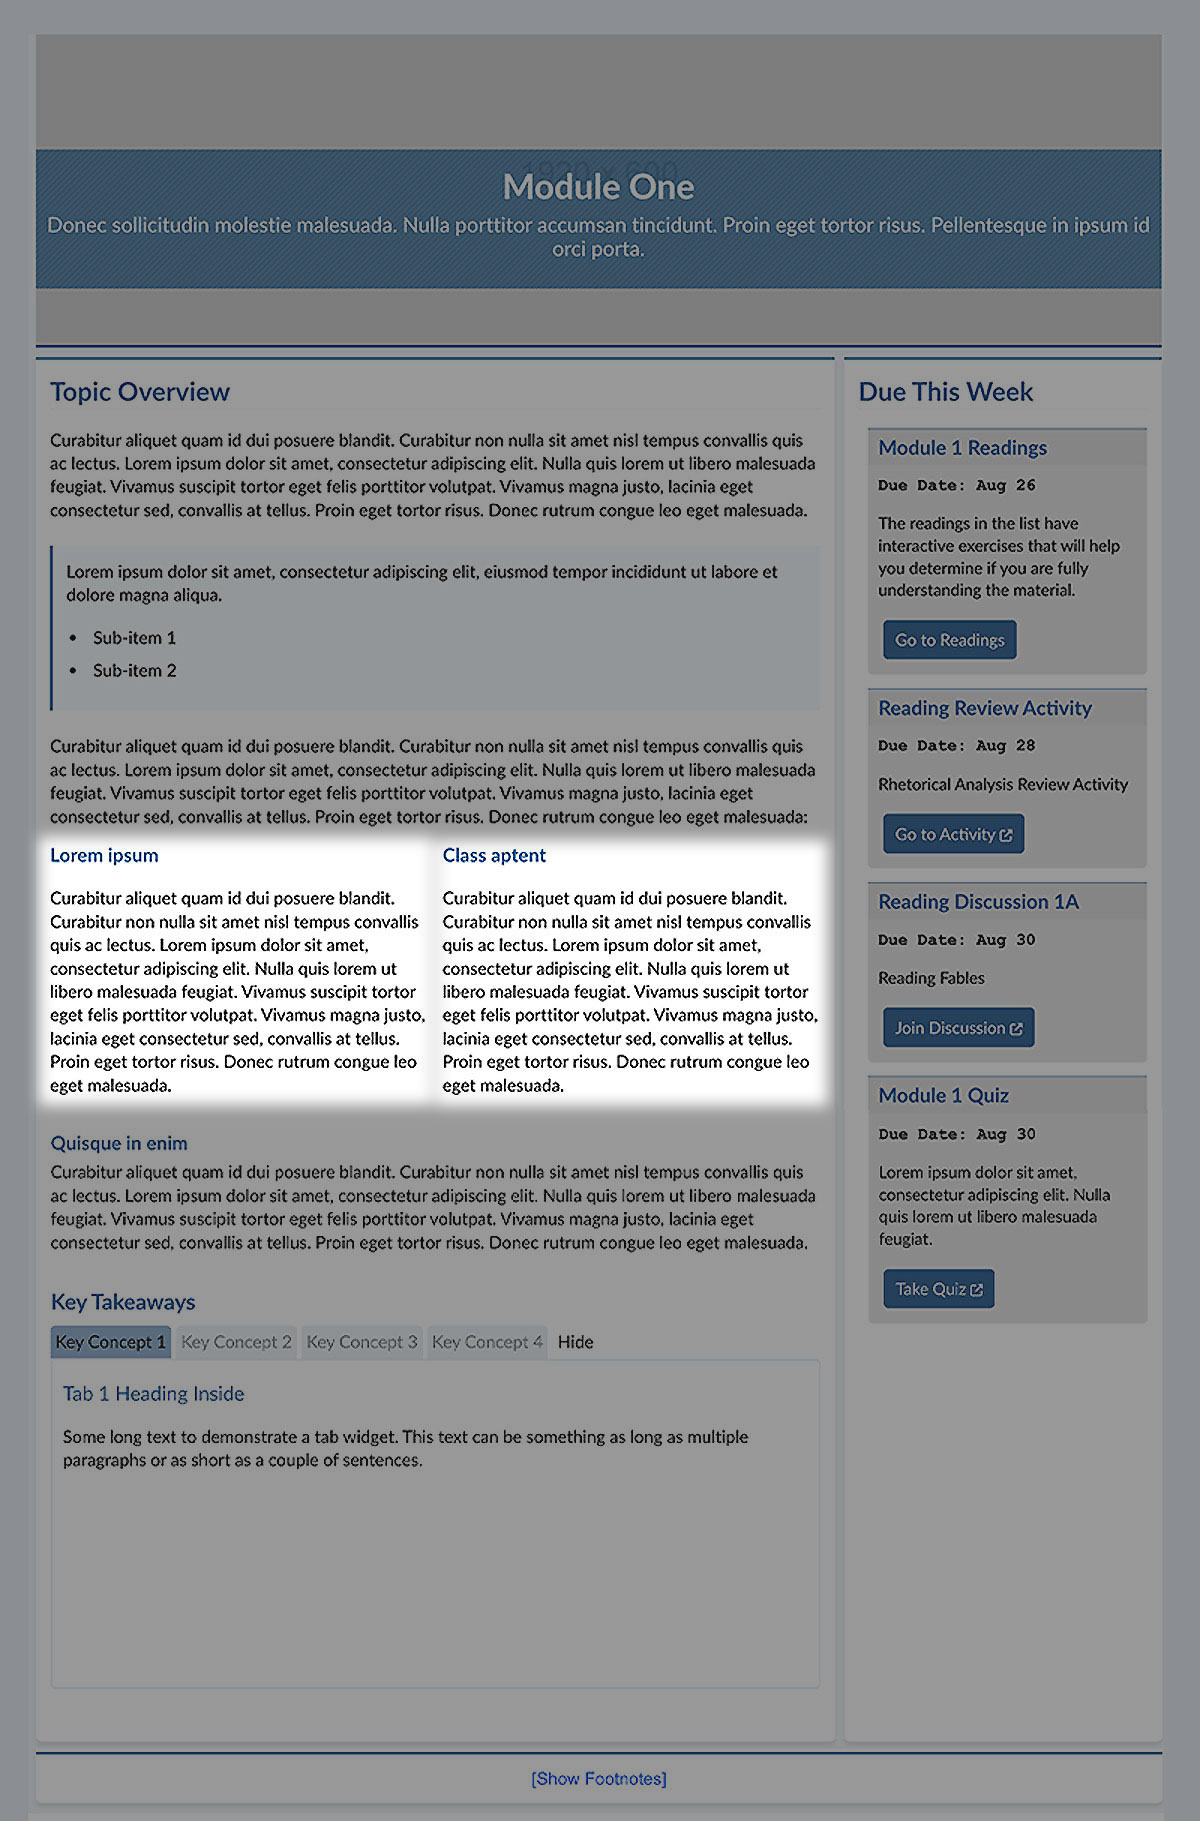 1920 x 600
Module One
Donec sollicitudin molestie malesuada. Nulla porttitor accumsan tincidunt. Proin eget tortor risus. Pellentesque in ipsum id
orci porta.
Topic Overview
Curabitur aliquet quam id dui posuere blandit. Curabitur non nulla sit amet nisl tempus convallis quis
ac lectus. Lorem ipsum dolor sit amet, consectetur adipiscing elit. Nulla quis lorem ut libero malesuada
feugiat. Vivamus suscipit tortor eget felis porttitor volutpat. Vivamus magna justo, lacinia eget
consectetur sed, convallis at tellus. Proin eget tortor risus. Donec rutrum congue leo eget malesuada.
Lorem ipsum dolor sit amet, consectetur adipiscing elit, eiusmod tempor incididunt ut labore et
dolore magna aliqua.
• Sub-item 1
• Sub-item 2
Curabitur aliquet quam id dui posuere blandit. Curabitur non nulla sit amet nisl tempus convallis quis
ac lectus. Lorem ipsum dolor sit amet, consectetur adipiscing elit. Nulla quis lorem ut libero malesuada
feugiat. Vivamus suscipit tortor eget felis porttitor volutpat. Vivamus magna justo, lacinia eget
consectetur sed, convallis at tellus. Proin eget tortor risus. Donec rutrum congue leo eget malesuada:
Lorem ipsum
Curabitur aliquet quam id dui posuere blandit.
Curabitur non nulla sit amet nisl tempus convallis
quis ac lectus. Lorem ipsum dolor sit amet,
consectetur adipiscing elit. Nulla quis lorem ut
libero malesuada feugiat. Vivamus suscipit tortor
eget felis porttitor volutpat. Vivamus magna justo,
lacinia eget consectetur sed, convallis at tellus.
Proin eget tortor risus. Donec rutrum congue leo
eget malesuada.
Class aptent
Curabitur aliquet quam id dui posuere blandit.
Curabitur non nulla sit amet nisl tempus convallis
quis ac lectus. Lorem ipsum dolor sit amet,
consectetur adipiscing elit. Nulla quis lorem ut
libero malesuada feugiat. Vivamus suscipit tortor
eget felis porttitor volutpat. Vivamus magna justo,
lacinia eget consectetur sed, convallis at tellus.
Proin eget tortor risus. Donec rutrum congue leo
eget malesuada.
Quisque in enim
Curabitur aliquet quam id dui posuere blandit. Curabitur non nulla sit amet nisl tempus convallis quis
ac lectus. Lorem ipsum dolor sit amet, consectetur adipiscing elit. Nulla quis lorem ut libero malesuada
feugiat. Vivamus suscipit tortor eget felis porttitor volutpat. Vivamus magna justo, lacinia eget
consectetur sed, convallis at tellus. Proin eget tortor risus. Donec rutrum congue leo eget malesuada.
Key Takeaways
Key Concept 1 Key Concept 2 Key Concept 3 Key Concept 4 Hide
Tab 1 Heading Inside
Some long text to demonstrate a tab widget. This text can be something as long as multiple
paragraphs or as short as a couple of sentences.
Due This Week
Module 1 Readings
Due Date: Aug 26
The readings in the list have
interactive exercises that will help
you determine if you are fully
understanding the material.
Go to Readings
Reading Review Activity
Due Date: Aug 28
Rhetorical Analysis Review Activity
Go to Activity
Reading Discussion 1A
Due Date: Aug 30
Reading Fables
Join Discussion
Module 1 Quiz
Due Date: Aug 30
Lorem ipsum dolor sit amet,
consectetur adipiscing elit. Nulla
quis lorem ut libero malesuada
feugiat.
Take Quiz
[Show Footnotes]